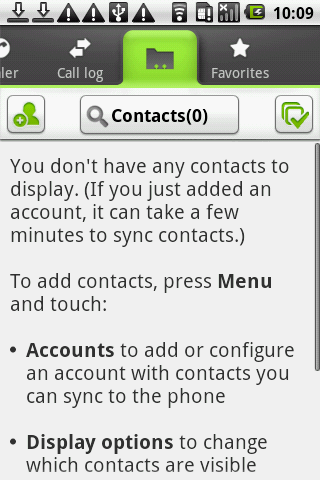 10:09
ler
Call log
Favorites
Contacts(0)
You don't have any contacts to
display. (If you just added an
account, it can take a few
minutes to sync contacts.)
To add contacts, press Menu
and touch:
• Accounts to add or configure
an account with contacts you
can sync to the phone
• Display options to change
which contacts are visible